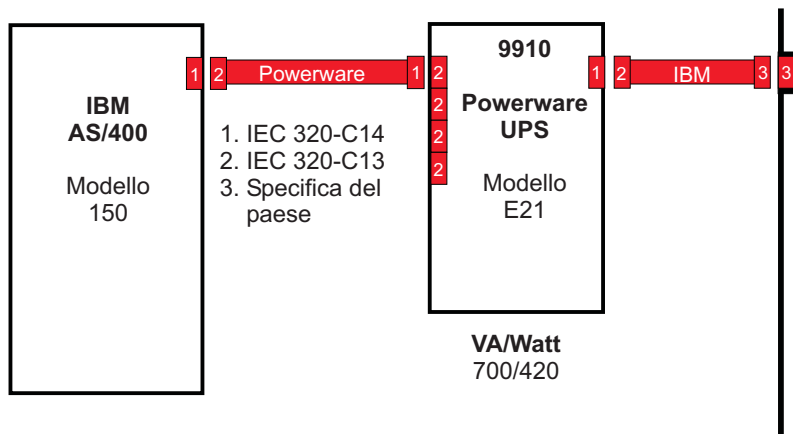 IBM
AS/400
Modello
150
1 2 Powerware 1 2
2
2
2
1. IEC 320-C14
2. IEC 320-C13
3. Specifica del
paese
9910
Powerware
UPS
Modello
E21
1 2 IBM 3 3
VA/Watt
700/420